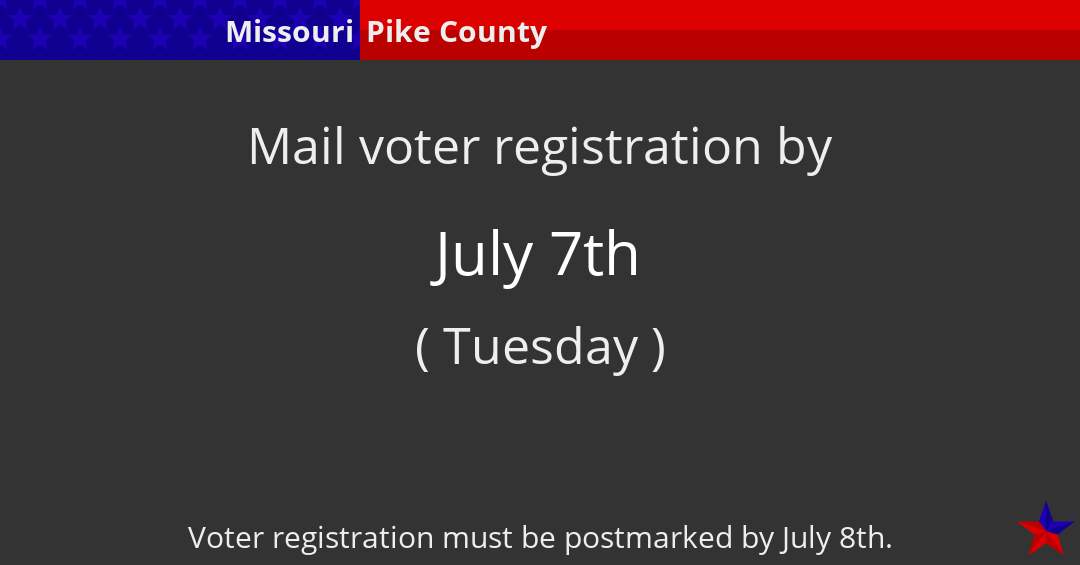 Missouri Pike County
Mail voter registration by
July 7th
( Tuesday )
Voter registration must be postmarked by July 8th.